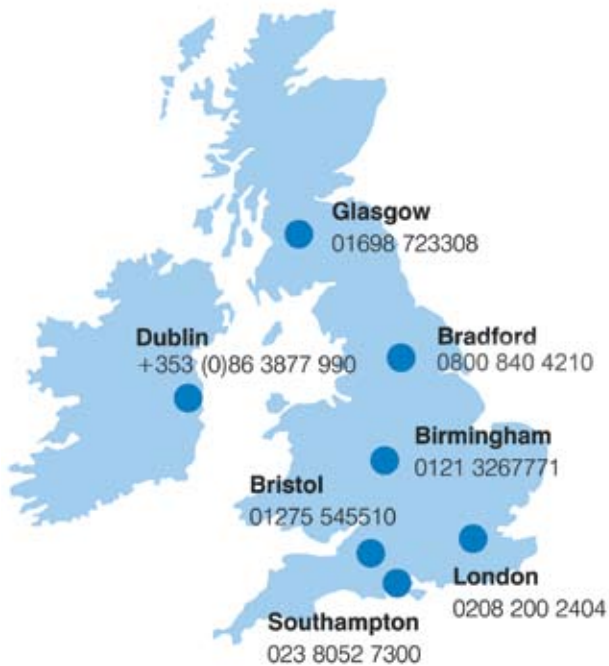 Glasgow
01698 723308
Dublin
+353 (0)86 3877 990
Bradford
0800 840 4210
Birmingham
0121 3267771
Bristol
01275 545510
London
0208 200 2404
Southampton
023 8052 7300